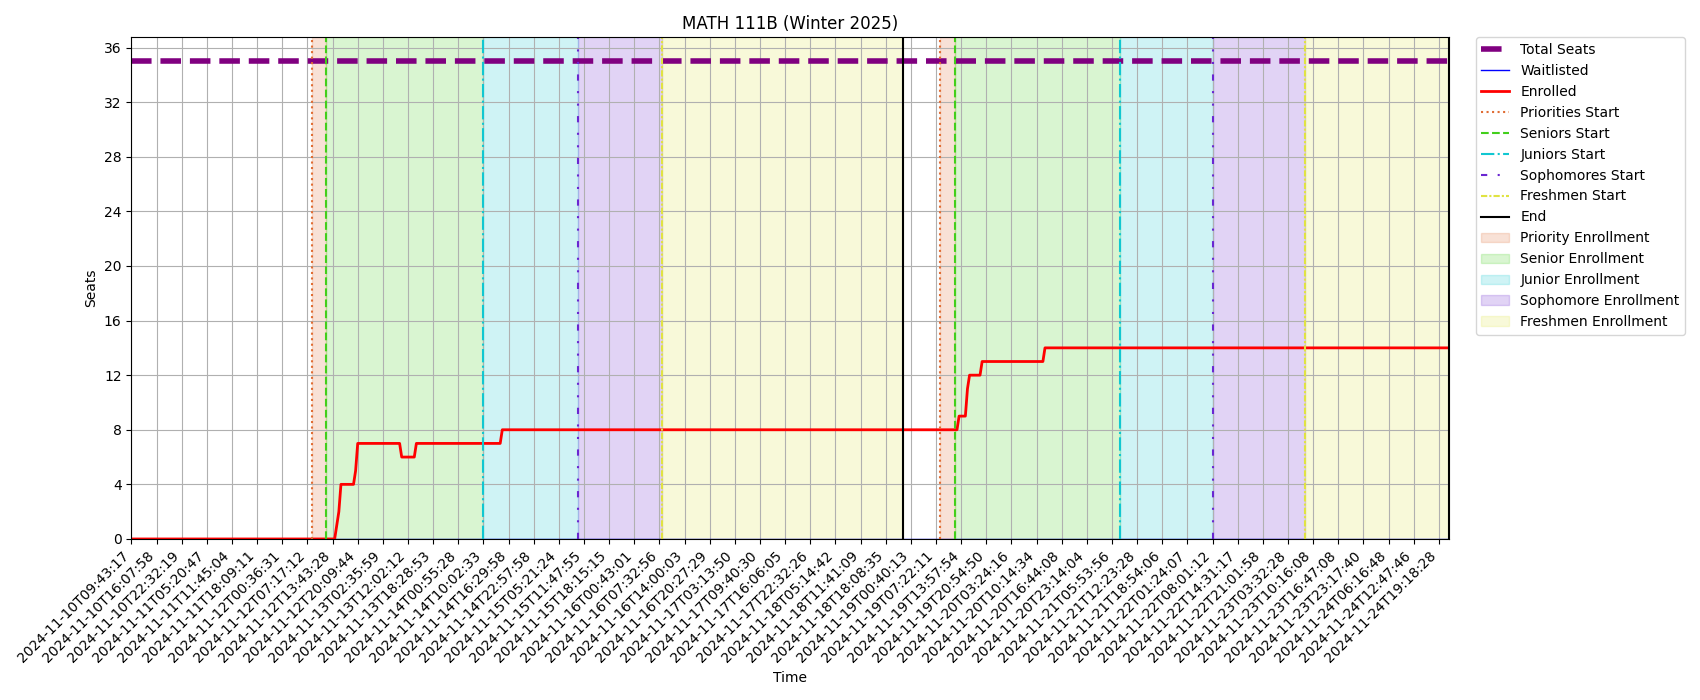 MATH 111B (Winter 2025)
Seats
36
32
28
24
20
16
12
8
4
0
2024-11-10T09:43:17
2024-11-10T16:07:58
2024-11-10T22:32:19
2024-11-11T05:20:47
2024-11-11T11:45:04
2024-11-11T18:09:11
2024-11-12T00:36:31
2024-11-12T07:17:12
2024-11-12T13:43:28
2024-11-12T20:09:44
2024-11-13T02:35:59
2024-11-13T12:02:12
2024-11-13T18:28:53
2024-11-14T00:55:28
2024-11-14T10:02:33
2024-11-14T16:29:58
2024-11-14T22:57:58
2024-11-15T05:21:24
2024-11-15T11:47:55
2024-11-15T18:15:15
2024-11-16T00:43:01
2024-11-16T07:32:56
2024-11-16T14:00:03
2024-11-16T20:27:29
2024-11-17T03:13:50
2024-11-17T09:40:30
2024-11-17T16:06:05
2024-11-17T22:32:26
2024-11-18T05:14:42
2024-11-18T11:41:09
2024-11-18T18:08:35
2024-11-19T00:40:13
2024-11-19T07:22:11
2024-11-19T13:57:54
2024-11-19T20:54:50
2024-11-20T03:24:16
2024-11-20T10:14:34
2024-11-20T16:44:08
2024-11-20T23:14:04
2024-11-21T05:53:56
2024-11-21T12:23:28
2024-11-21T18:54:06
2024-11-22T01:24:07
2024-11-22T08:01:12
2024-11-22T14:31:17
2024-11-22T21:01:58
2024-11-23T03:32:28
2024-11-23T10:16:08
2024-11-23T16:47:08
2024-11-23T23:17:40
2024-11-24T06:16:48
2024-11-24T12:47:46
2024-11-24T19:18:28
Time
Total Seats
Waitlisted
Enrolled
Priorities Start
Seniors Start
Juniors Start
Sophomores Start
Freshmen Start
End
Priority Enrollment
Senior Enrollment
Junior Enrollment
Sophomore Enrollment
Freshmen Enrollment